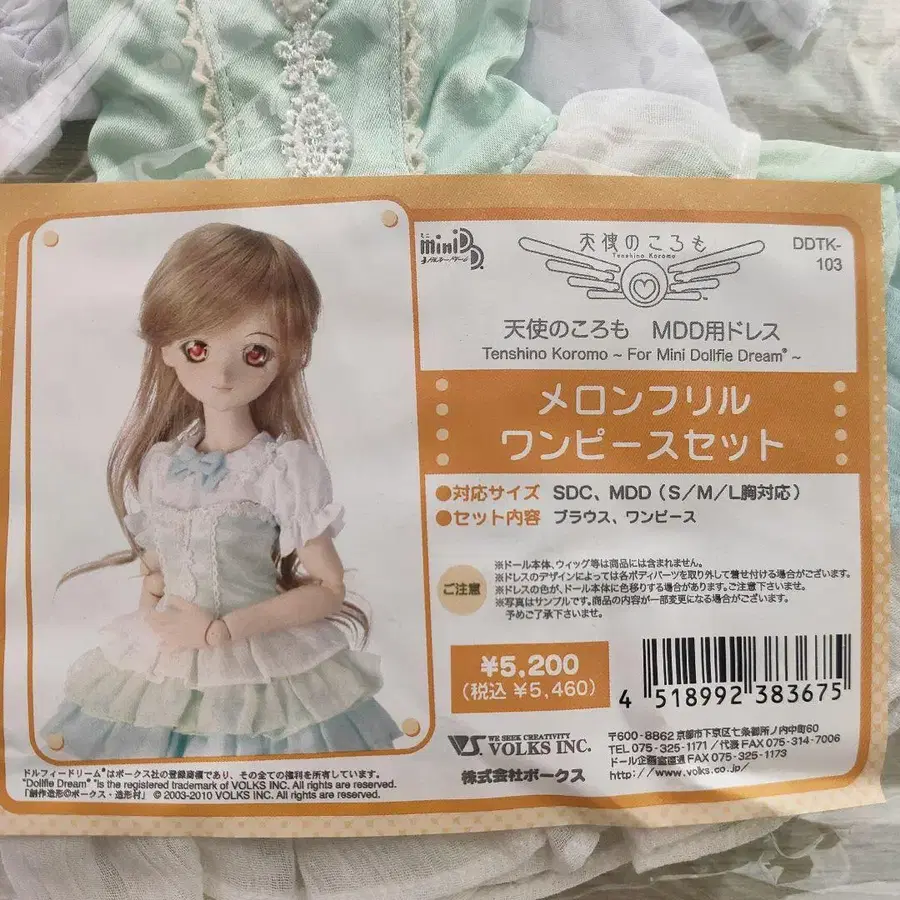 ミニ
mini DD
天使のころも
Tenshino Koromo
DDTK-
103
天使のころも MDD用ドレス
Tenshino Koromo ~ For Mini Dollfie Dream® ~
メロンフリル
ワンピースセット
●対応サイズ SDC、MDD（S／M／L胸対応）
●セット内容 ブラウス、ワンピース
ご注意
※ドール本体、ウィッグ等は商品には含まれません。
※ドレスのデザインによっては各ボディパーツを取り外して着せ付ける場合がございます。
※ドレスの色が、ドール本体に色移りする場合があります。ご注意下さいませ。
※写真はサンプルです。商品の内容が一部変更になる場合がございます。
予めご了承下さいませ。
¥5,200
(税込 ¥5,460)
4 518992 383675
WE SEEK CREATIVITY
VS. VOLKS INC.
株式会社ボークス
〒600-8862 京都市下京区七条御所ノ内中町60
TEL 075-325-1171 ／代表 FAX 075-314-7006
ドール企画室直通 FAX 075-325-1173
http://www.volks.co.jp／
ドルフィードリーム®はボークス社の登録商標であり、その全ての権利を所有しています。
"Dollfie Dream® "is the registered trademark of VOLKS INC. All rights are reserved.
「創作造形©ボークス・造形村」 © 2003-2010 VOLKS INC. All rights are reserved.